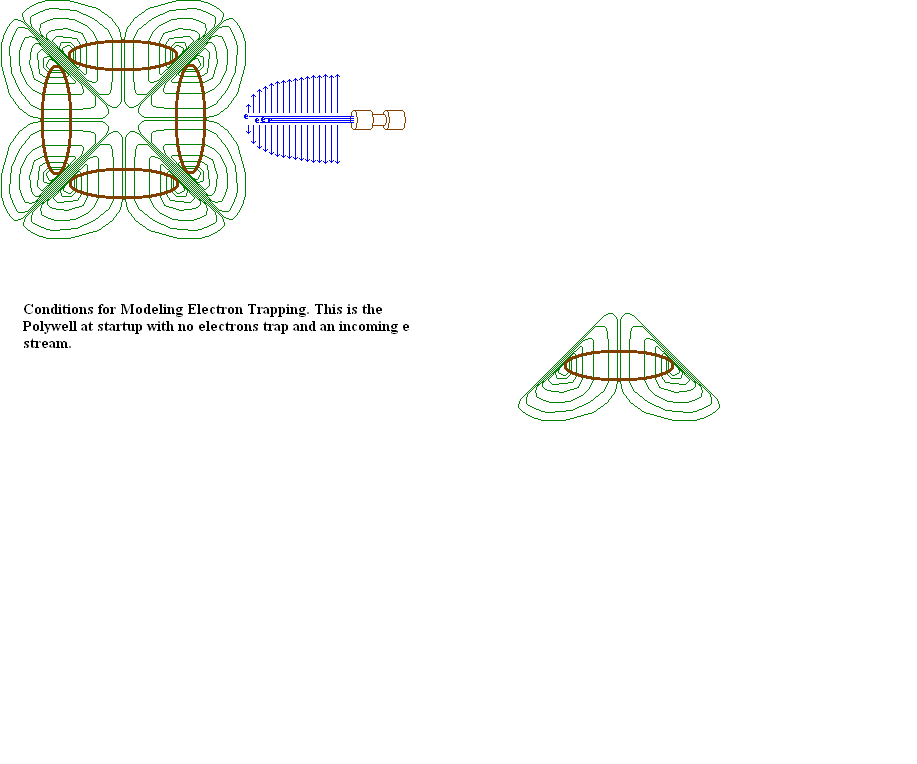 e
e e
Conditions for Modeling Electron Trapping. This is the
Polywell at startup with no electrons trap and an incoming e
stream.